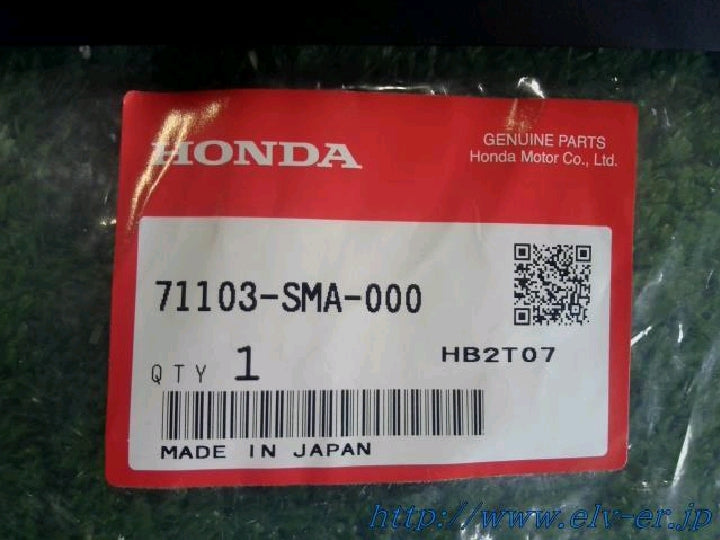 HONDA
GENUINE PARTS
Honda Motor Co., Ltd.
71103-SMA-000
QTY 1
HB2T07
MADE IN JAPAN
http://www.elv-er.jp